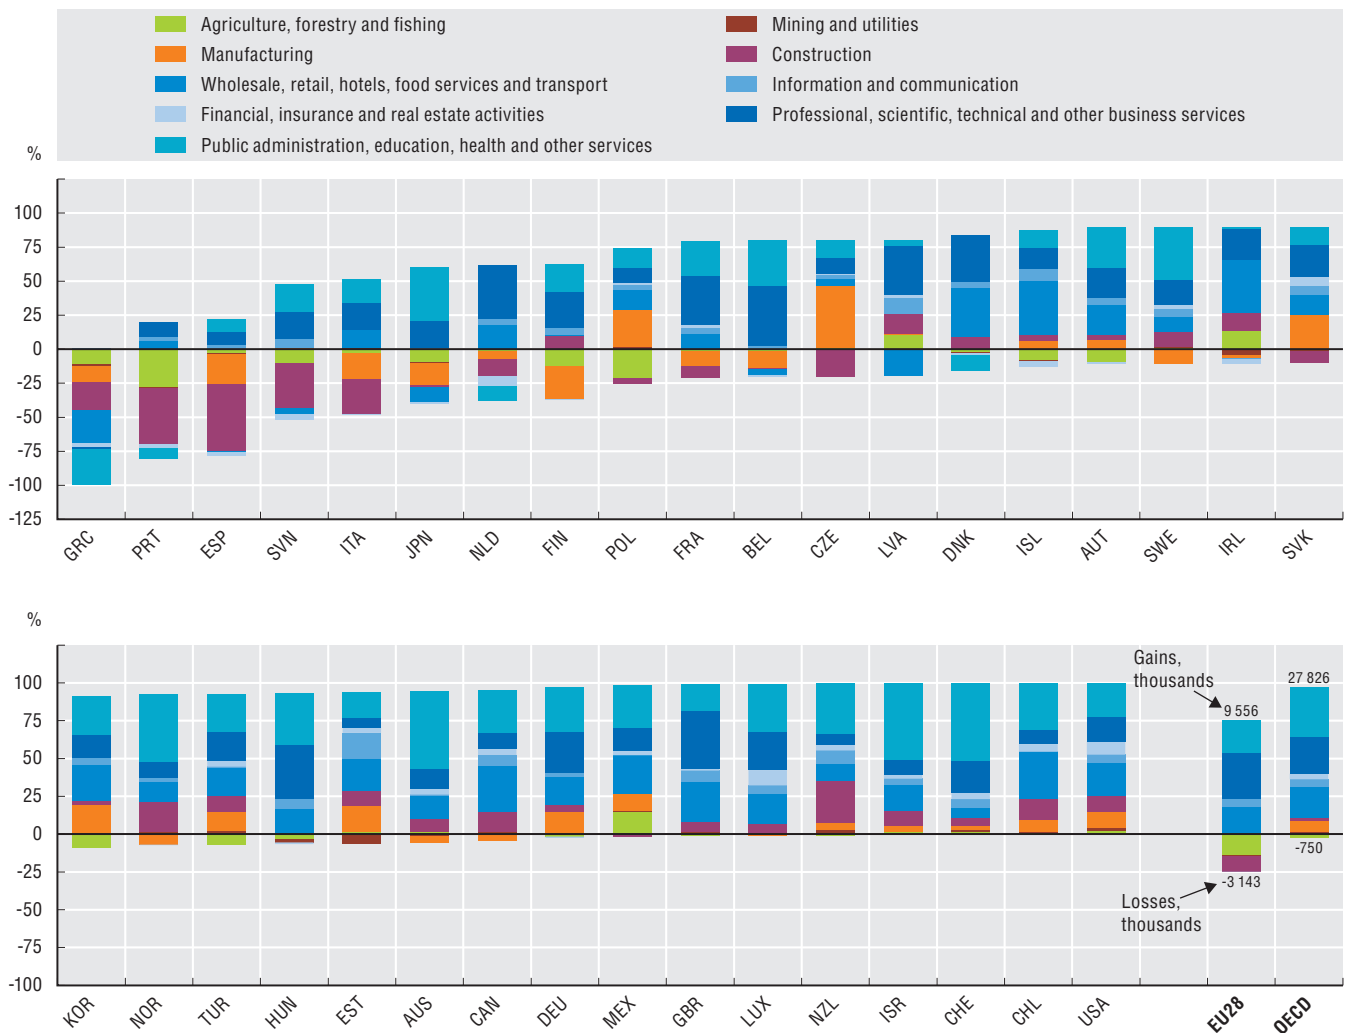 Agriculture, forestry and fishing
Mining and utilities
Manufacturing
Construction
Wholesale, retail, hotels, food services and transport
Information and communication
Financial, insurance and real estate activities
Professional, scientific, technical and other business services
Public administration, education, health and other services
%
100
75
50
25
0
-25
-50
-75
-100
-125
GRC PRT ESP SVN ITA JPN NLD FIN POL FRA BEL CZE LVA DNK ISL AUT SWE IRL SVK
%
Gains,
thousands
27 826
9 556
100
75
50
25
0
-25
-50
-75
-100
-750
-3 143
Losses,
thousands
KOR NOR TUR HUN EST AUS CAN DEU MEX GBR LUX NZL ISR CHE CHL USA EU28 OECD